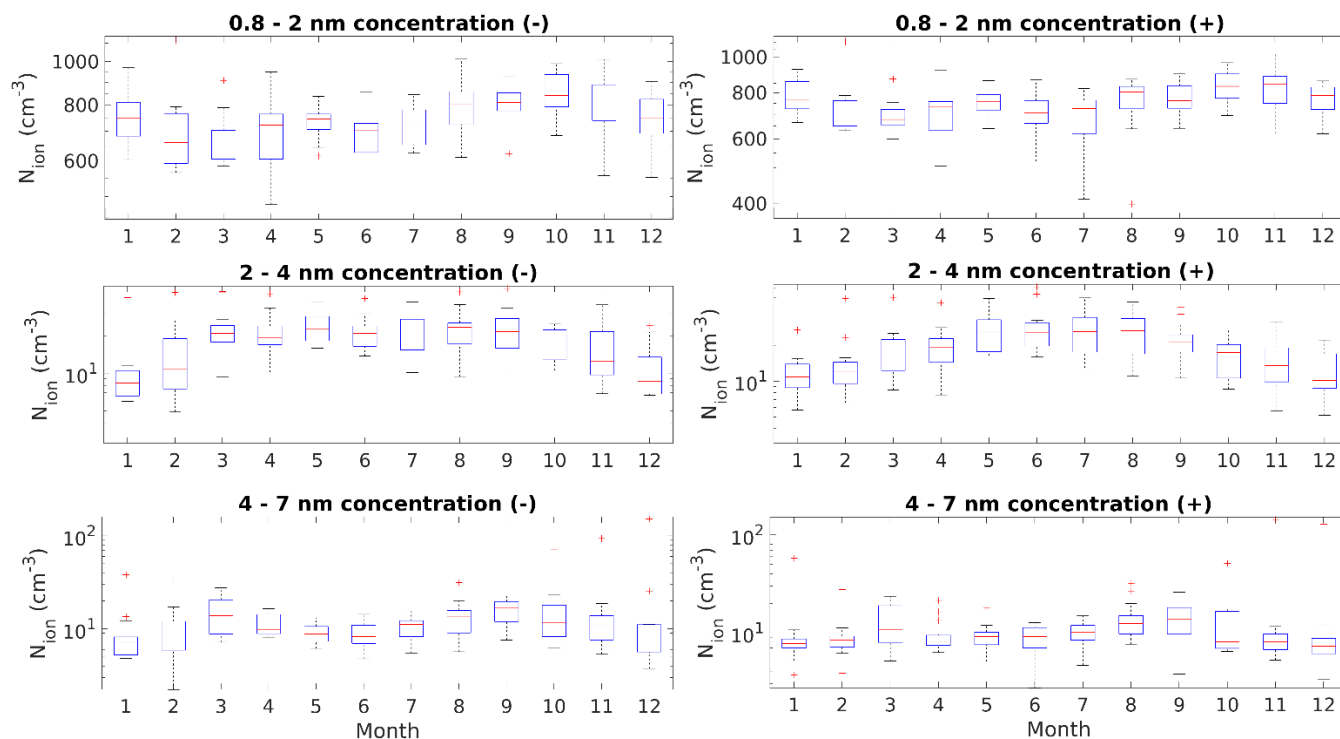 0.8 - 2 nm concentration (-)
N_ion (cm^-3)
1000
800
600
1 2 3 4 5 6 7 8 9 10 11 12
0.8 - 2 nm concentration (+)
N_ion (cm^-3)
1000
800
600
400
1 2 3 4 5 6 7 8 9 10 11 12
2 - 4 nm concentration (-)
N_ion (cm^-3)
10^1
1 2 3 4 5 6 7 8 9 10 11 12
2 - 4 nm concentration (+)
N_ion (cm^-3)
10^1
1 2 3 4 5 6 7 8 9 10 11 12
4 - 7 nm concentration (-)
N_ion (cm^-3)
10^2
10^1
1 2 3 4 5 6 7 8 9 10 11 12
Month
4 - 7 nm concentration (+)
N_ion (cm^-3)
10^2
10^1
1 2 3 4 5 6 7 8 9 10 11 12
Month